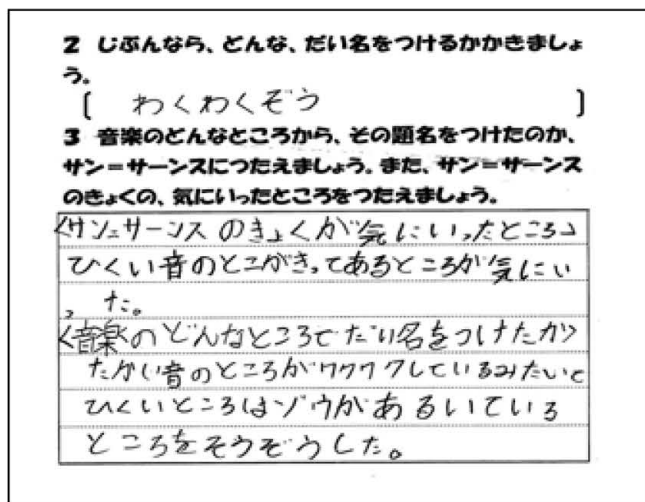 2 じぶんなら、どんな、だい名をつけるかかきましょ
う。
〔 わくわくぞう 〕
3 音楽のどんなところから、その題名をつけたのか、
サン=サーンスにつたえましょう。また、サン=サーンス
のきょくの、気にいったところをつたえましょう。
<サン=サーンスのきょくが気にいったところ>
ひくい音のとこがきってあるところが気にい
った。
<音楽のどんなところでだい名をつけたか>
たかい音のところがワクワクしているみたいと
ひくいところはゾウがあるいている
ところをそうぞうした。